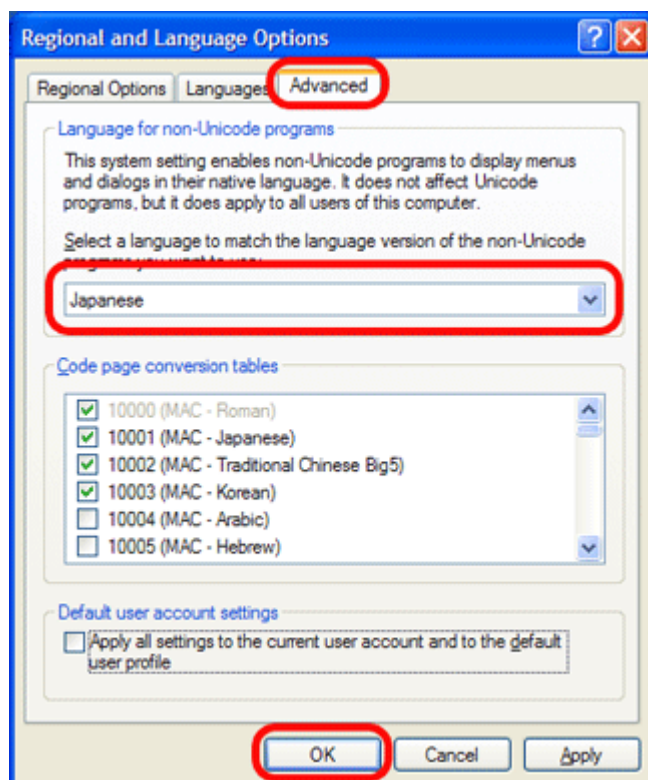 Regional and Language Options
Regional Options
Languages
Advanced
Language for non-Unicode programs
This system setting enables non-Unicode programs to display menus
and dialogs in their native language. It does not affect Unicode
programs, but it does apply to all users of this computer.
Select a language to match the language version of the non-Unicode
programs you want to use:
Japanese
Code page conversion tables
10000 (MAC - Roman)
10001 (MAC - Japanese)
10002 (MAC - Traditional Chinese Big5)
10003 (MAC - Korean)
10004 (MAC - Arabic)
10005 (MAC - Hebrew)
Default user account settings
Apply all settings to the current user account and to the default
user profile
OK
Cancel
Apply